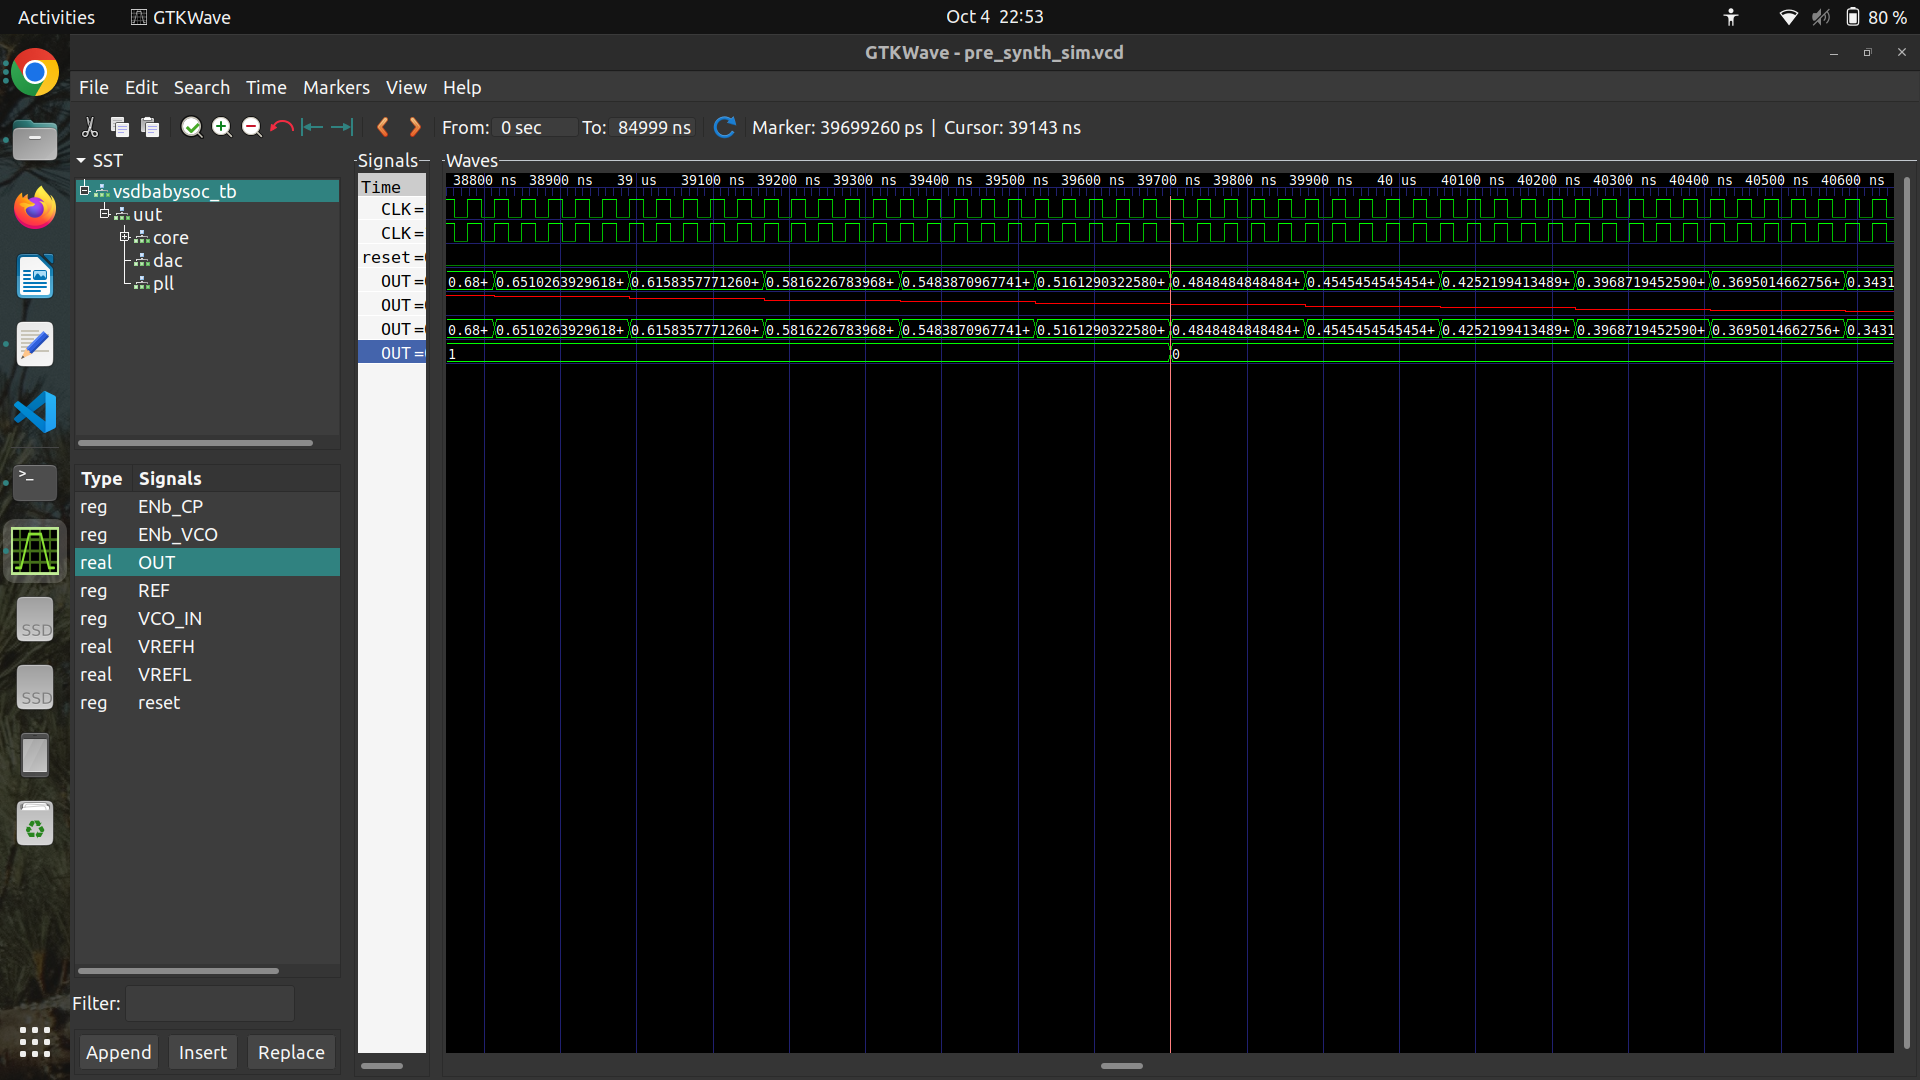 Activities GTKWave Oct 4 22:53 80 %
GTKWave - pre_synth_sim.vcd
File Edit Search Time Markers View Help
From: 0 sec To: 84999 ns Marker: 39699260 ps | Cursor: 39143 ns
SST
vsdbabysoc_tb
uut
core
dac
pll
Type Signals
reg ENb_CP
reg ENb_VCO
real OUT
reg REF
reg VCO_IN
real VREFH
real VREFL
reg reset
Filter:
Append Insert Replace
Signals
Time
CLK=
CLK=
reset=
OUT=
OUT=
OUT=
OUT=
Waves
38800 ns 38900 ns 39 us 39100 ns 39200 ns 39300 ns 39400 ns 39500 ns 39600 ns 39700 ns 39800 ns 39900 ns 40 us 40100 ns 40200 ns 40300 ns 40400 ns 40500 ns 40600 ns
0.68+ 0.6510263929618+ 0.6158357771260+ 0.5816226783968+ 0.5483870967741+ 0.5161290322580+ 0.4848484848484+ 0.4545454545454+ 0.4252199413489+ 0.3968719452590+ 0.3695014662756+ 0.3431
0.68+ 0.6510263929618+ 0.6158357771260+ 0.5816226783968+ 0.5483870967741+ 0.5161290322580+ 0.4848484848484+ 0.4545454545454+ 0.4252199413489+ 0.3968719452590+ 0.3695014662756+ 0.3431
1 0
SSD
SSD